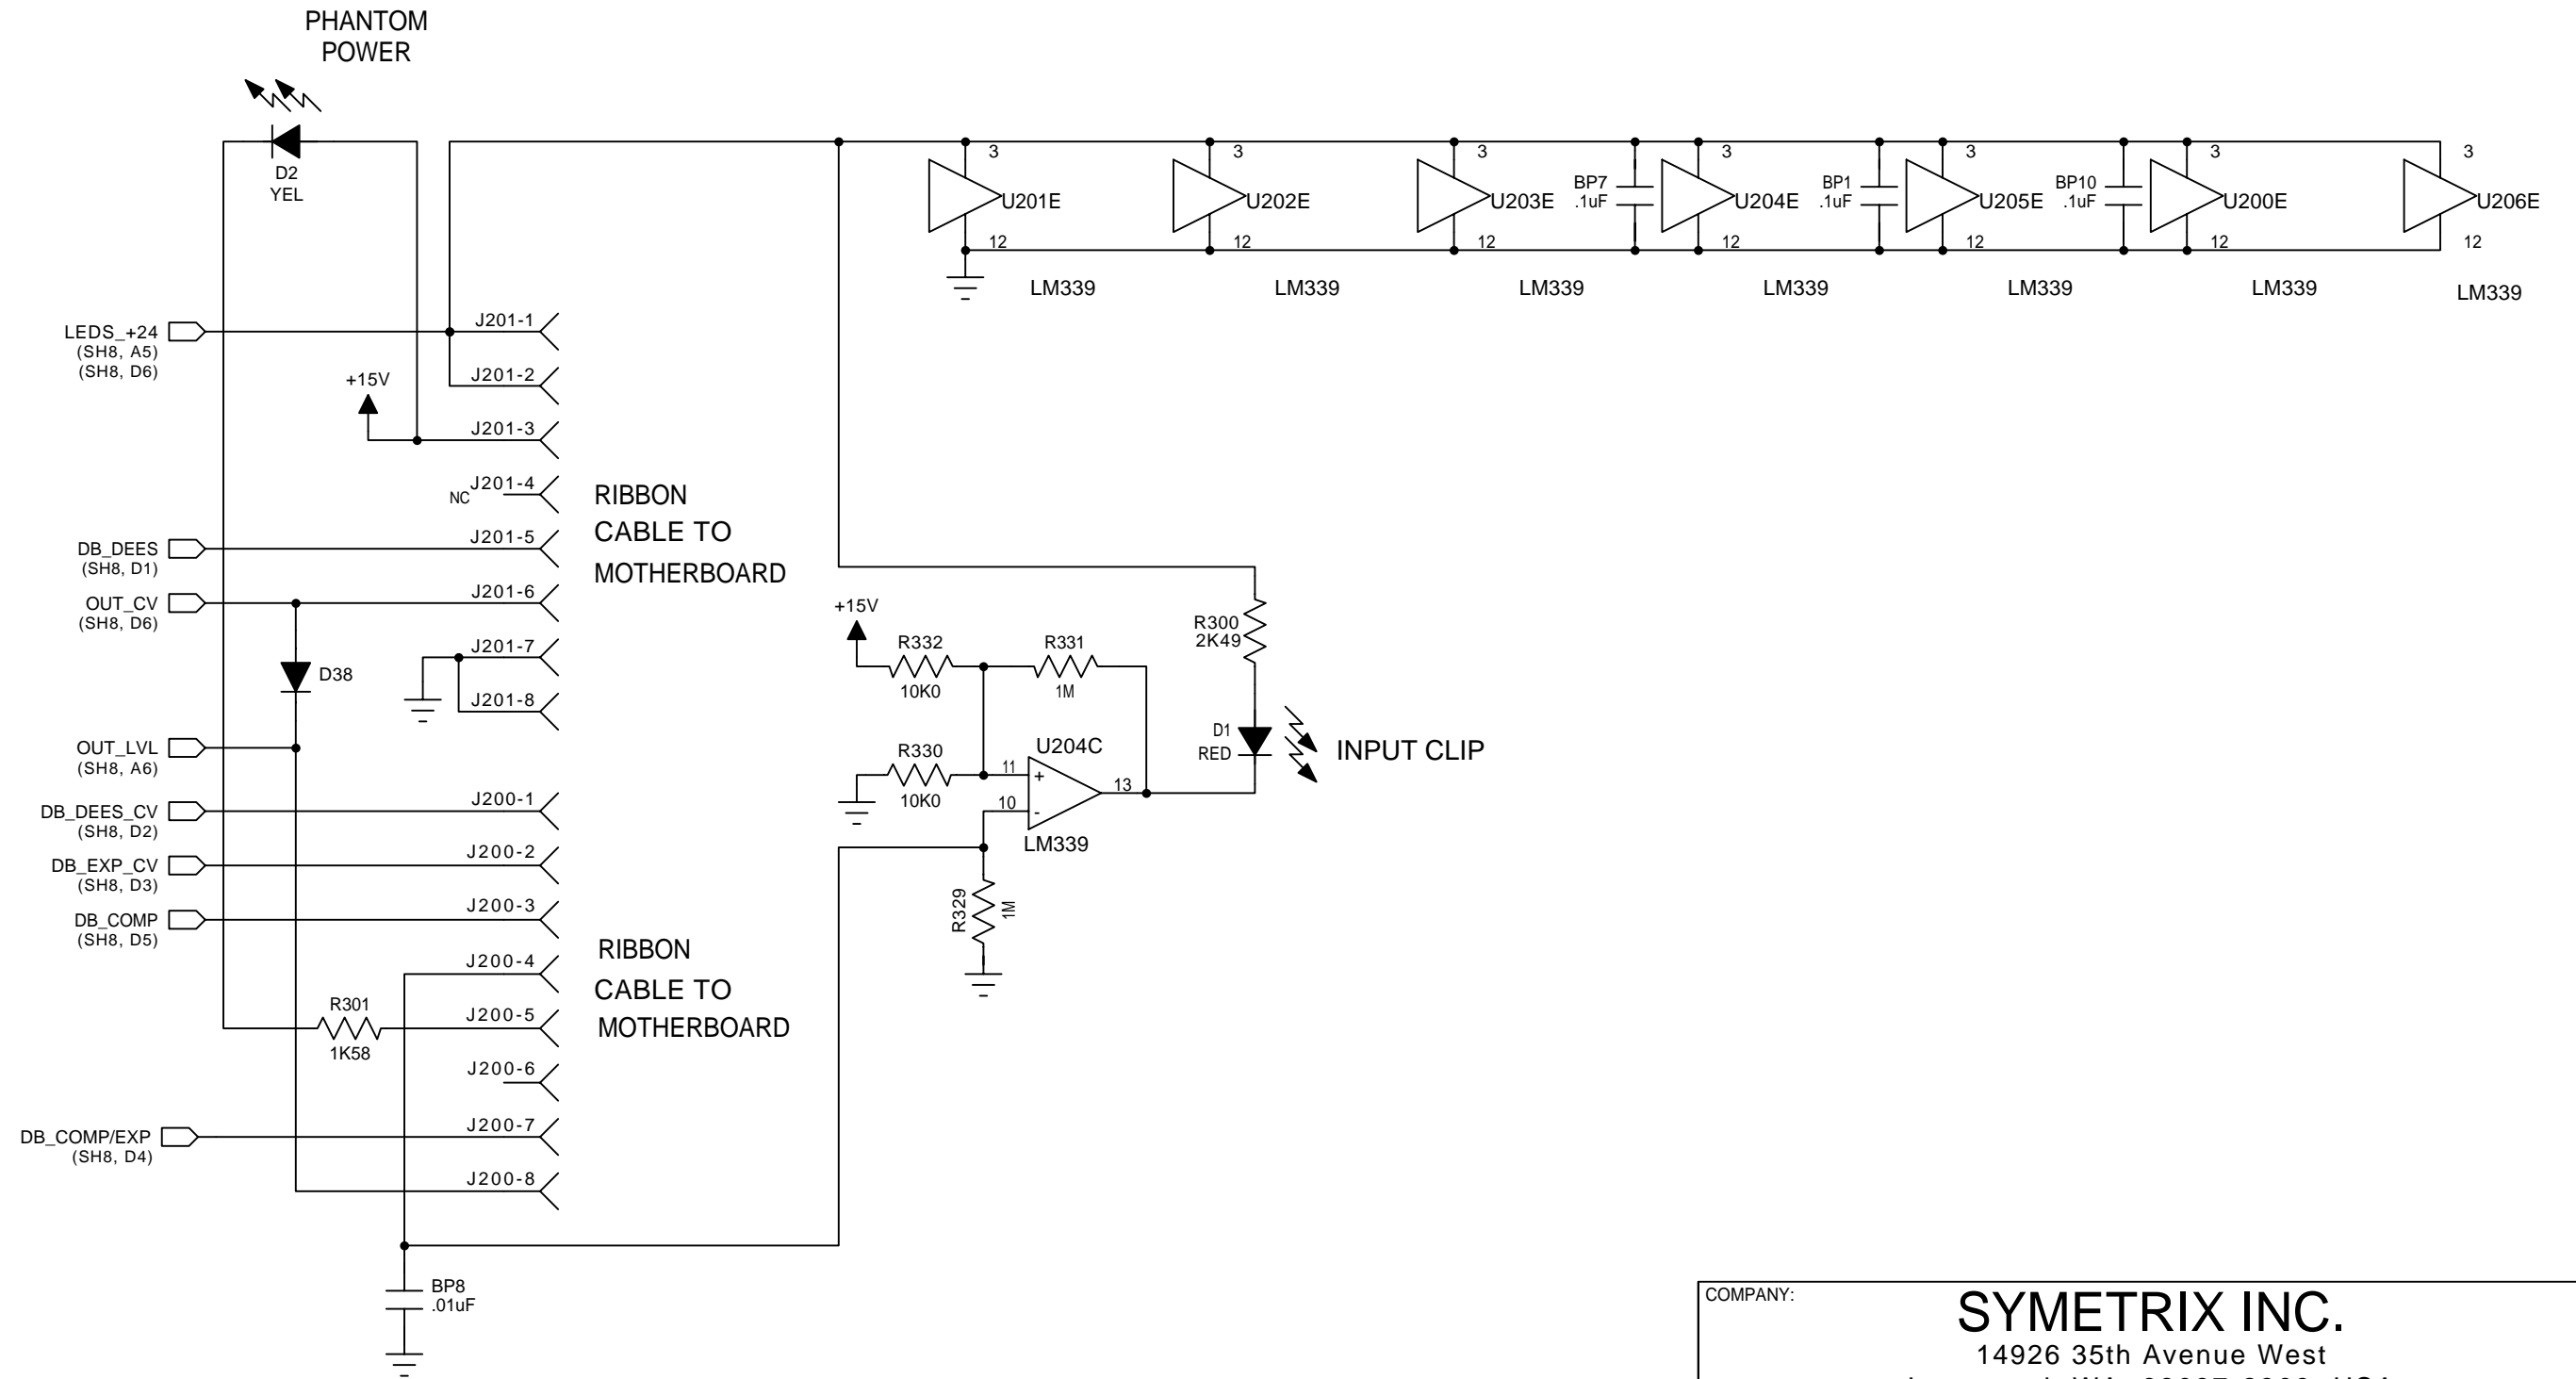 PHANTOM
POWER
D2
YEL
3
3
3
3
3
3
3
U201E
U202E
U203E
BP7
.1uF
U204E
BP1
.1uF
U205E
BP10
.1uF
U200E
U206E
12
12
12
12
12
12
12
LM339
LM339
LM339
LM339
LM339
LM339
LM339
LEDS_+24
(SH8, A5)
(SH8, D6)
J201-1
J201-2
+15V
J201-3
NC
J201-4
RIBBON
CABLE TO
MOTHERBOARD
DB_DEES
(SH8, D1)
J201-5
OUT_CV
(SH8, D6)
J201-6
J201-7
D38
J201-8
OUT_LVL
(SH8, A6)
DB_DEES_CV
(SH8, D2)
J200-1
DB_EXP_CV
(SH8, D3)
J200-2
DB_COMP
(SH8, D5)
J200-3
J200-4
RIBBON
CABLE TO
MOTHERBOARD
R301
1K58
J200-5
J200-6
DB_COMP/EXP
(SH8, D4)
J200-7
J200-8
BP8
.01uF
+15V
R332
10K0
R331
1M
R300
2K49
R330
10K0
U204C
11
+
10
-
13
LM339
D1
RED
INPUT CLIP
R329
1M
COMPANY:
SYMETRIX INC.
14926 35th Avenue West